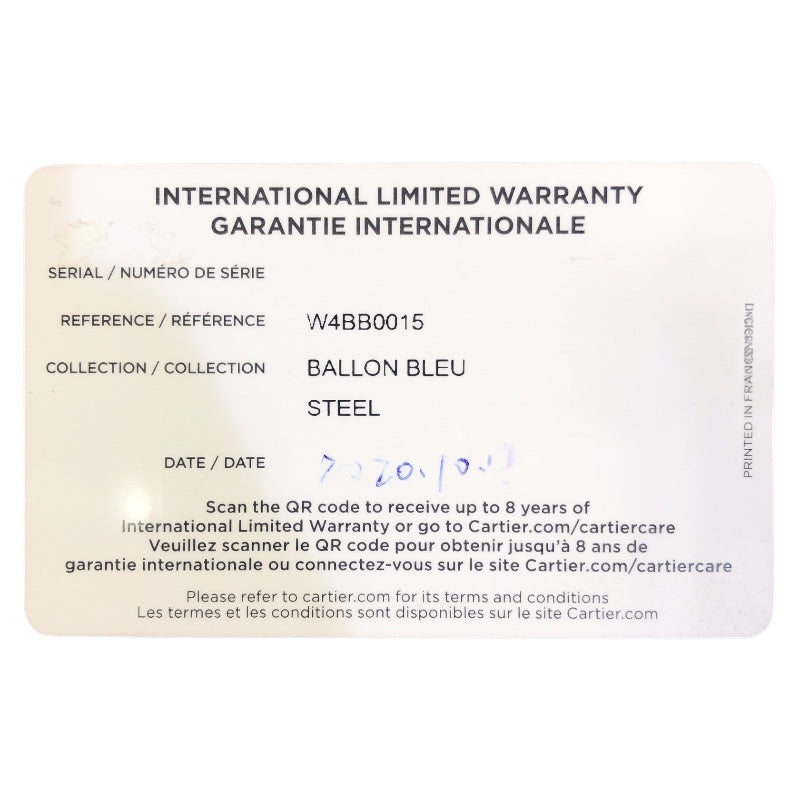 INTERNATIONAL LIMITED WARRANTY
GARANTIE INTERNATIONALE
SERIAL / NUMÉRO DE SÉRIE
REFERENCE / RÉFÉRENCE W4BB0015
COLLECTION / COLLECTION BALLON BLEU
STEEL
DATE / DATE 2020.10.
Scan the QR code to receive up to 8 years of
International Limited Warranty or go to Cartier.com/cartiercare
Veuillez scanner le QR code pour obtenir jusqu'à 8 ans de
garantie internationale ou connectez-vous sur le site Cartier.com/cartiercare
Please refer to cartier.com for its terms and conditions
Les termes et les conditions sont disponibles sur le site Cartier.com
PRINTED IN